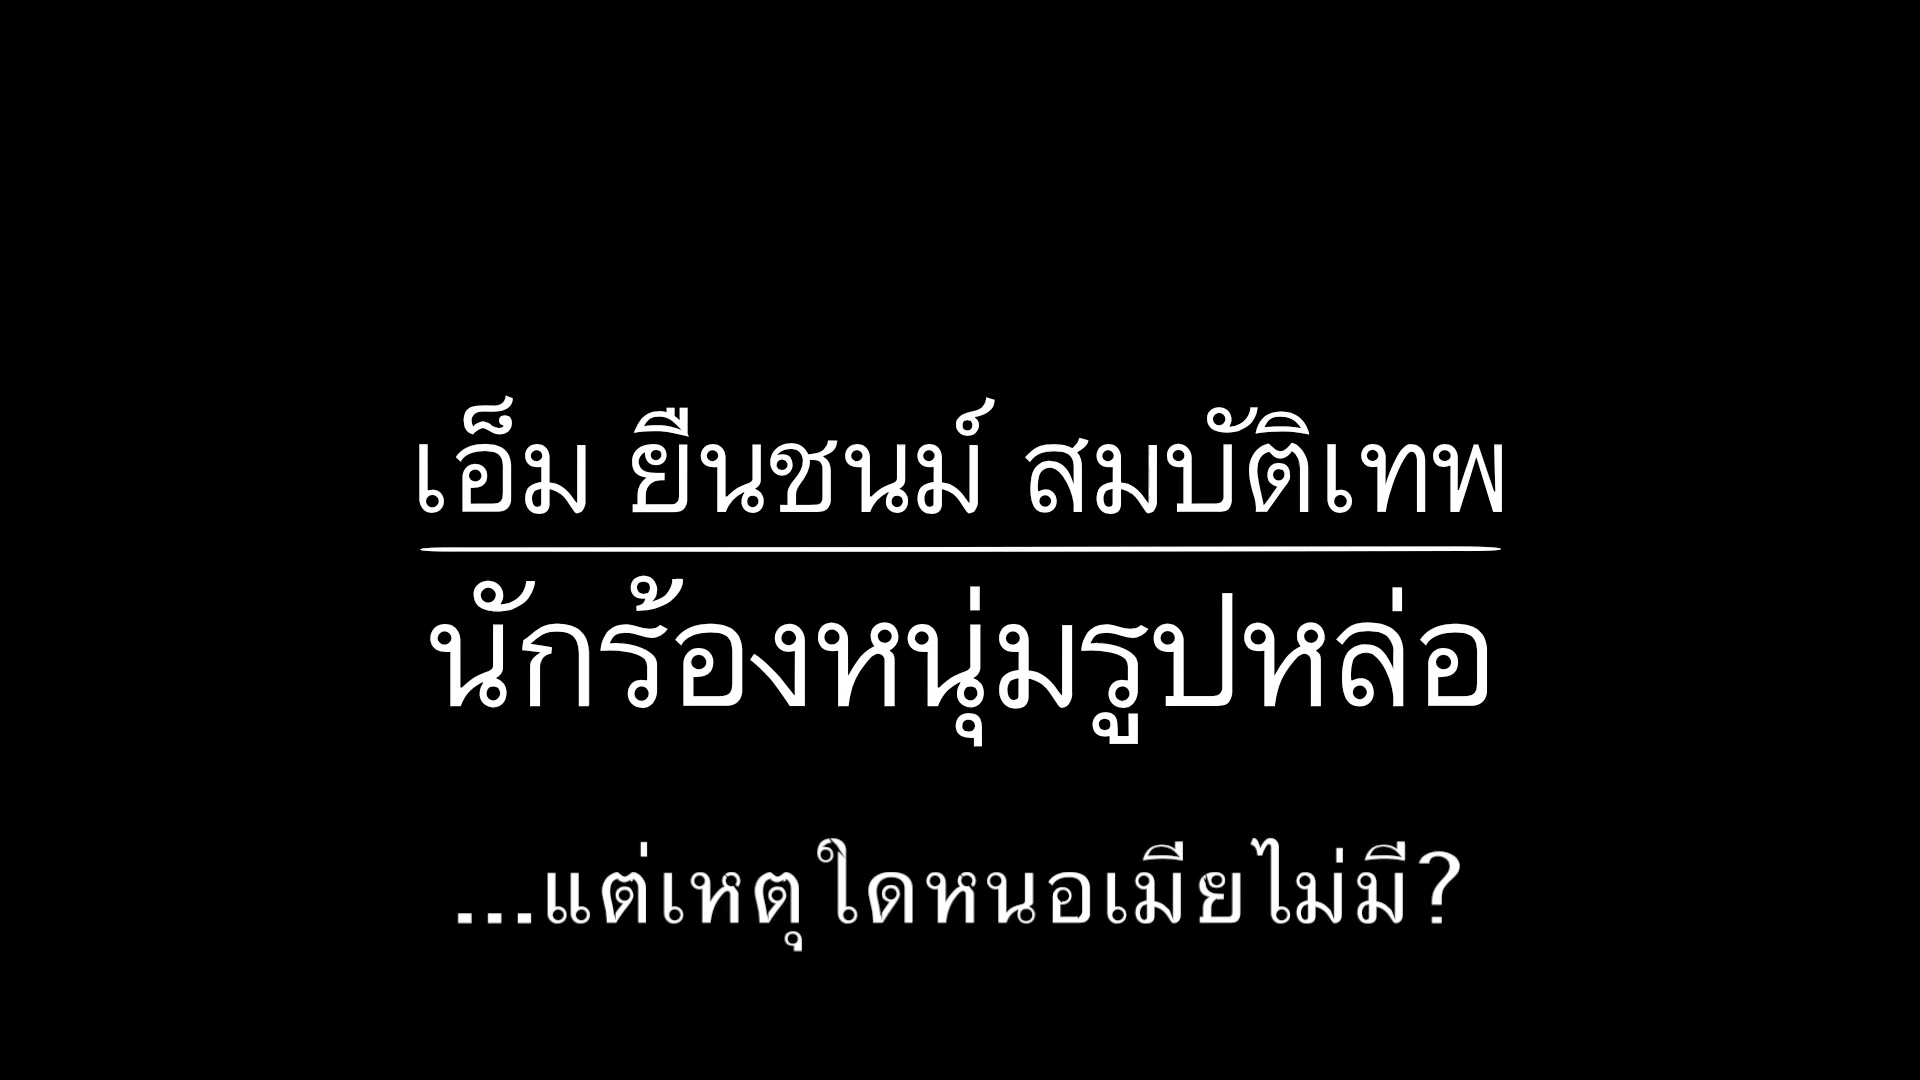 เอ็ม ยืนชนม์ สมบัติเทพ
นักร้องหนุ่มรูปหล่อ
...แต่เหตุใดหนอเมียไม่มี?